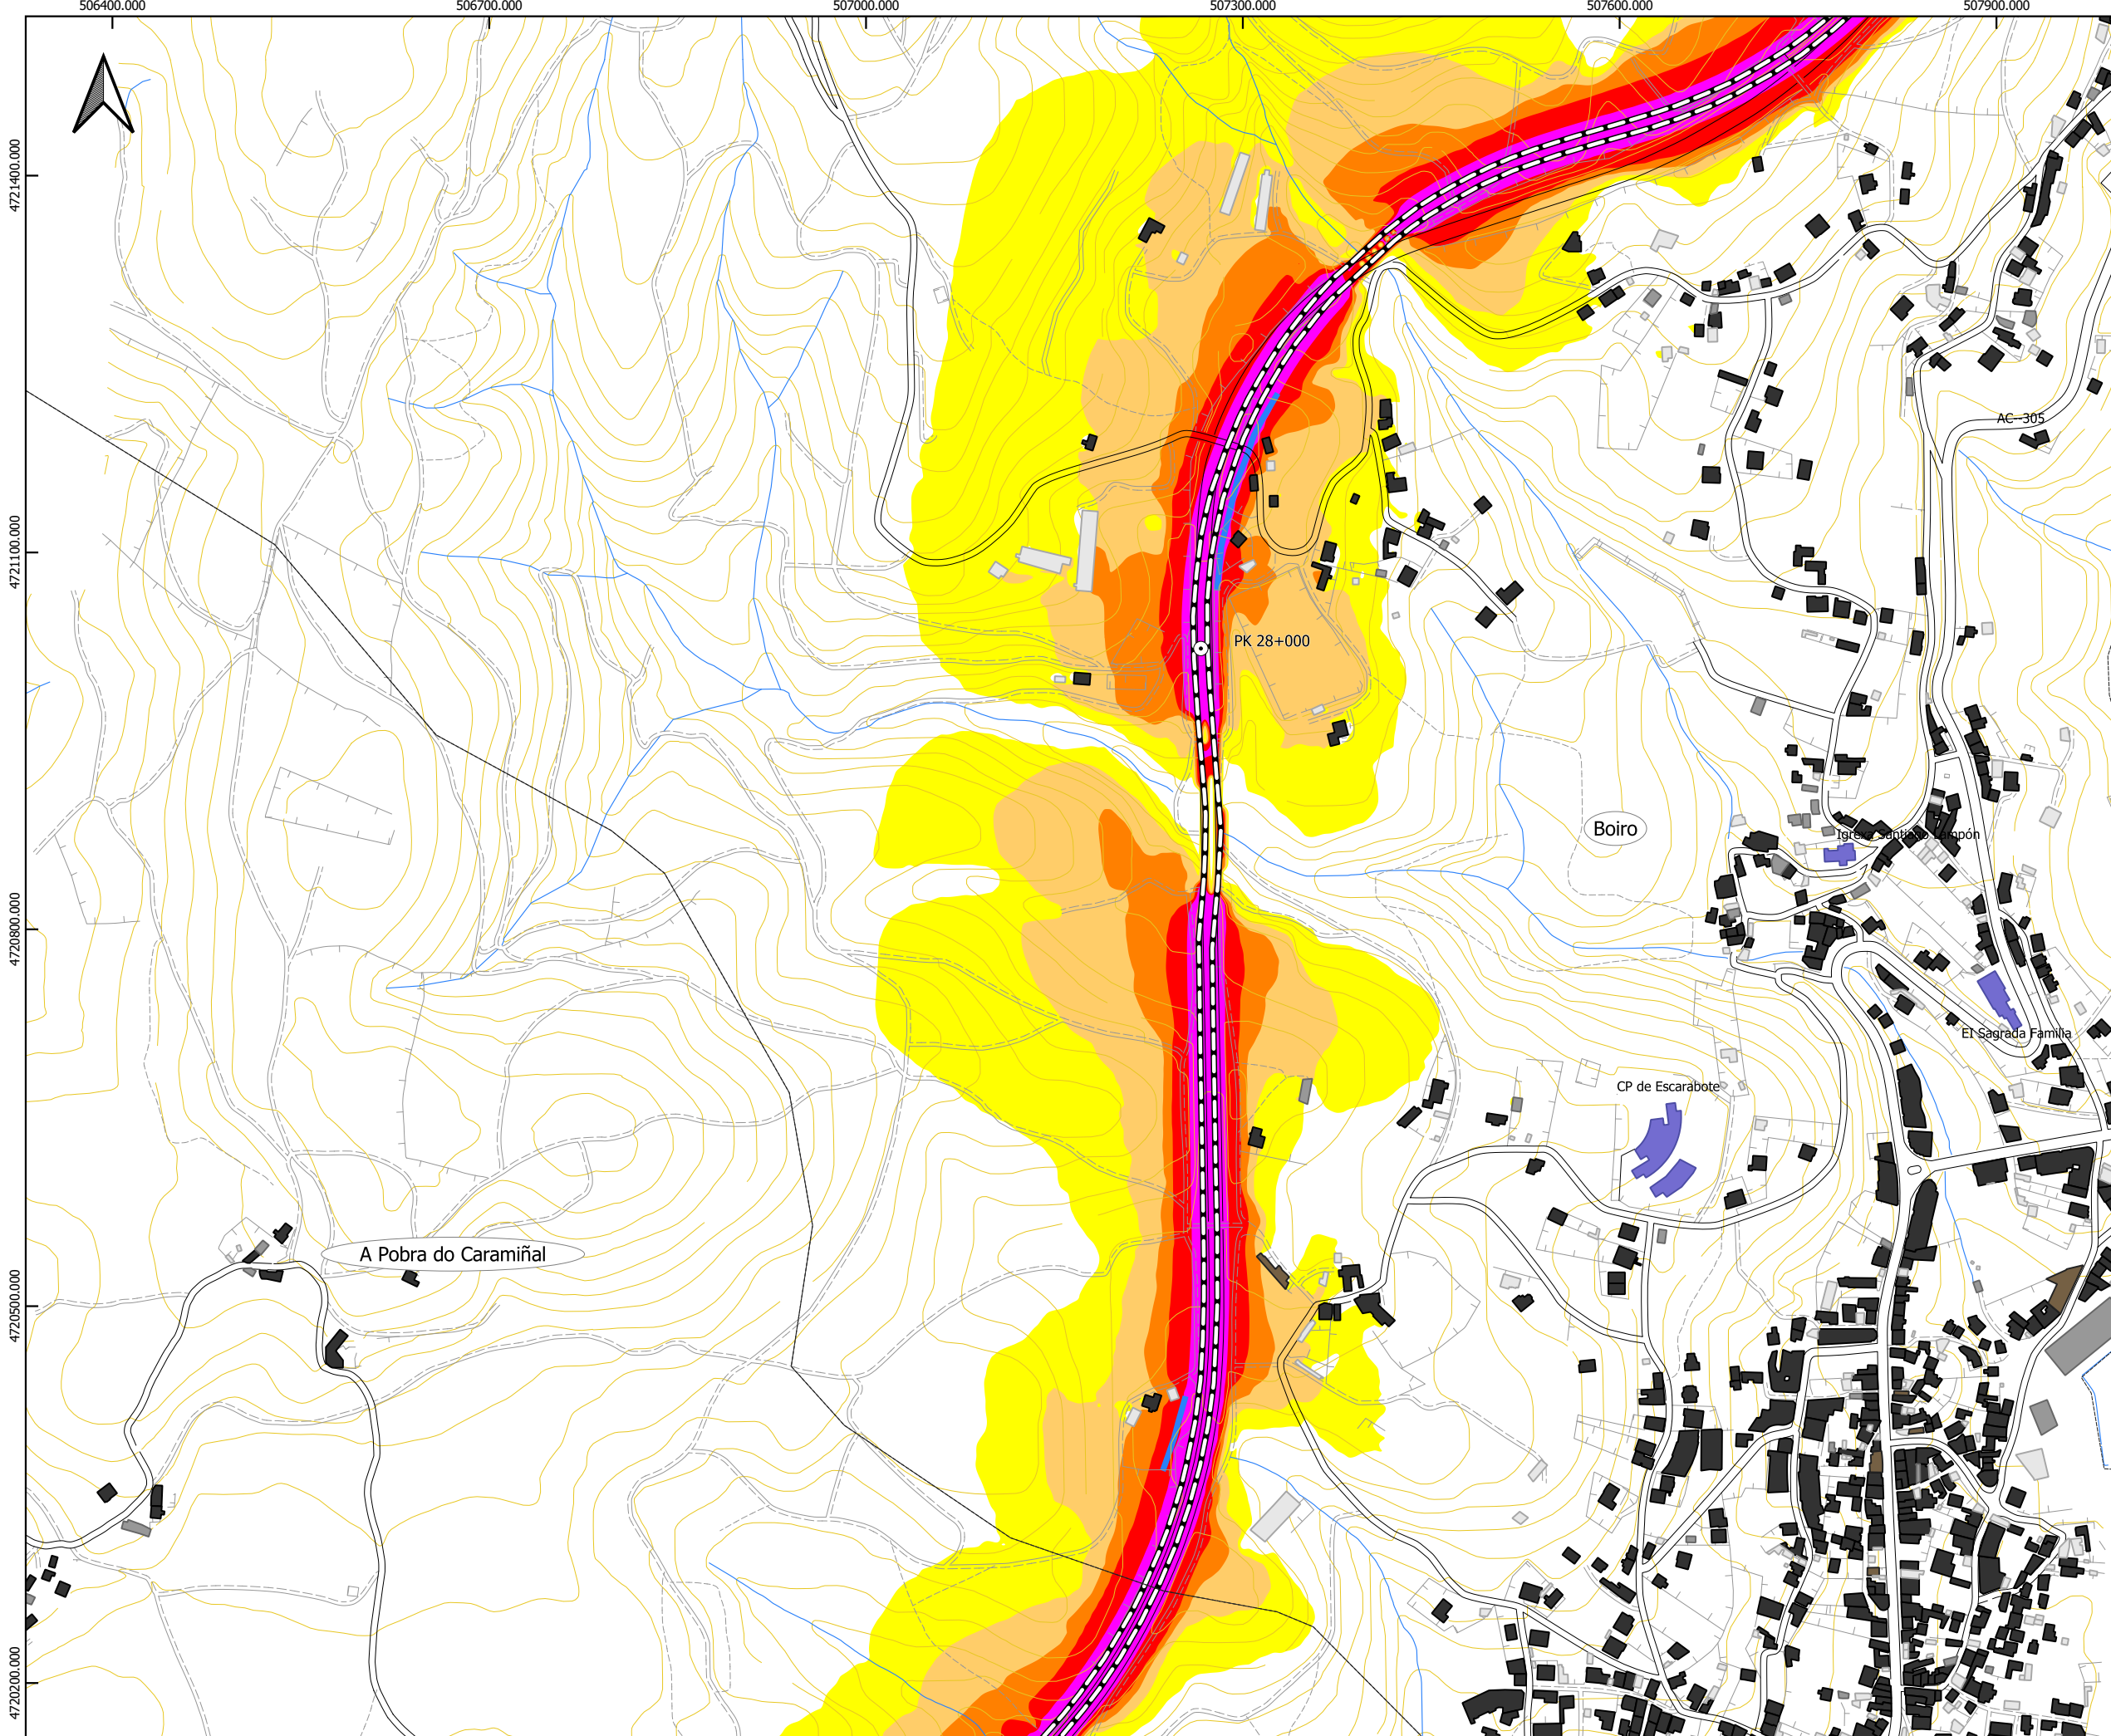 506400.000
506700.000
507000.000
507300.000
507600.000
507900.000
4721400.000
AC--305
4721100.000
PK 28+000
Boiro
Igrexa Santiago Lampón
4720800.000
EI Sagrada Familia
CP de Escarabote
A Pobra do Caramiñal
4720500.000
4720200.000